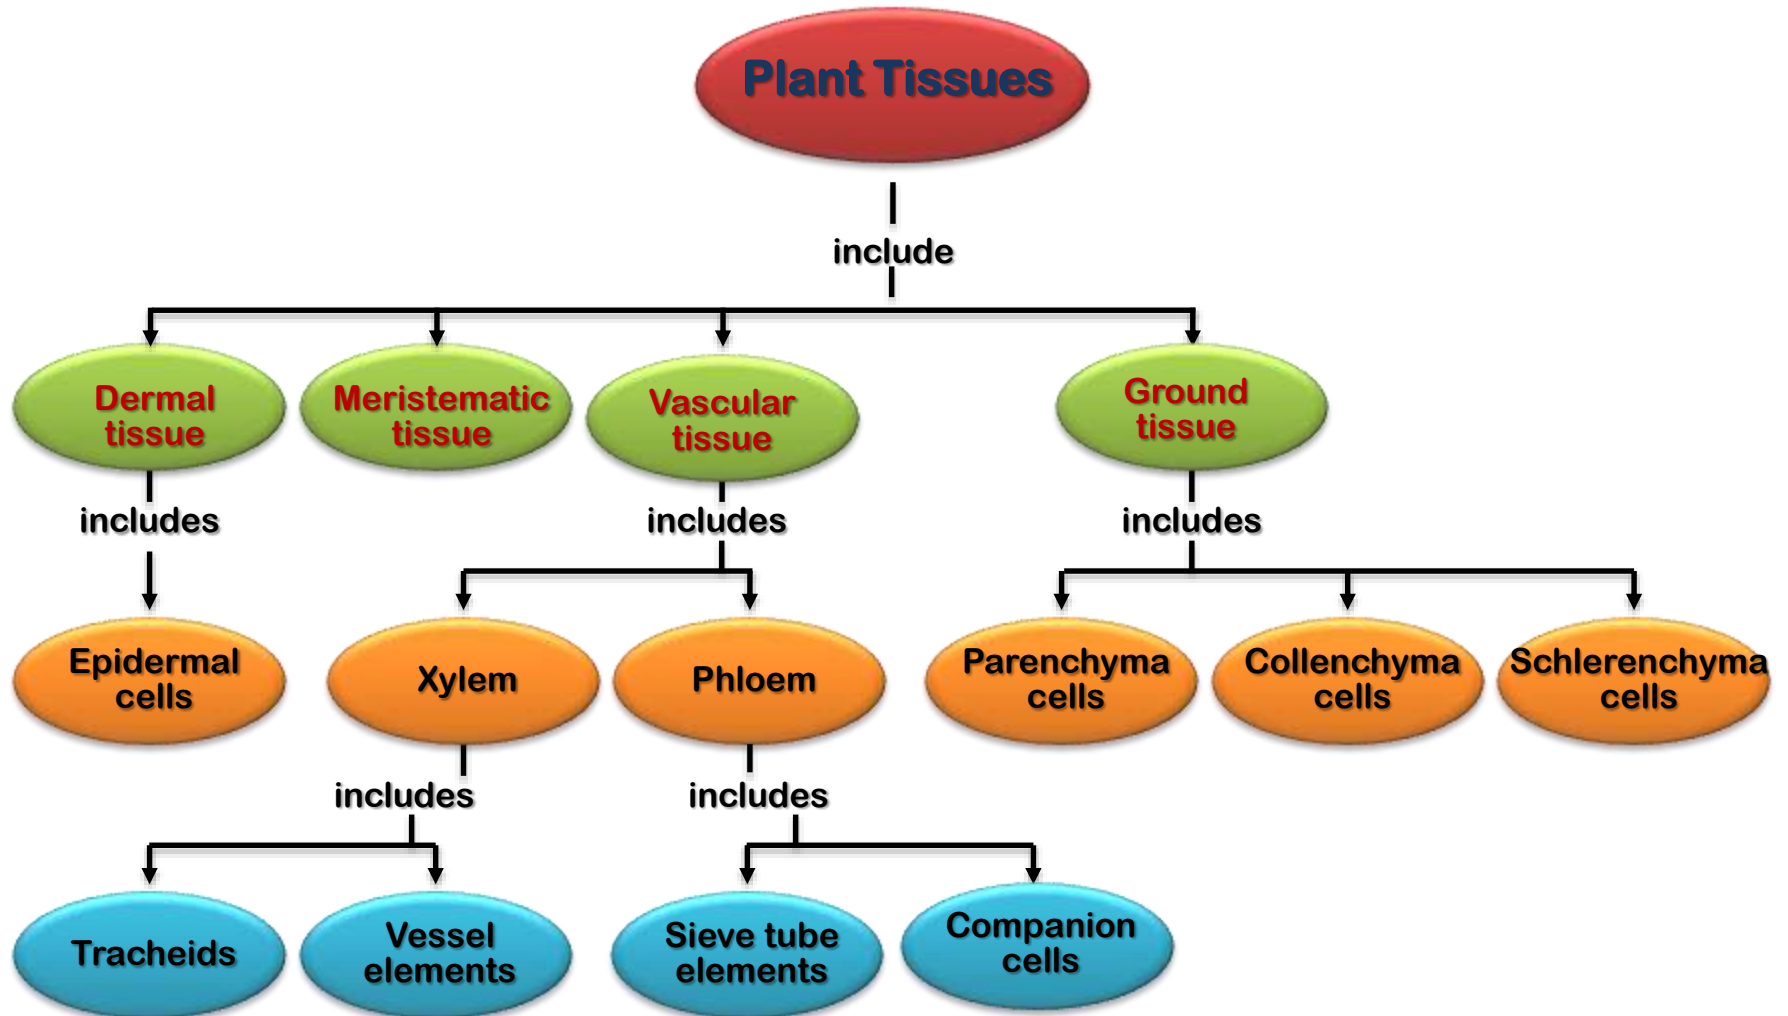 Plant Tissues
include
Dermal
tissue
Meristematic
tissue
Vascular
tissue
Ground
tissue
includes
includes
includes
Epidermal
cells
Xylem
Phloem
Parenchyma
cells
Collenchyma
cells
Schlerenchyma
cells
includes
includes
Tracheids
Vessel
elements
Sieve tube
elements
Companion
cells